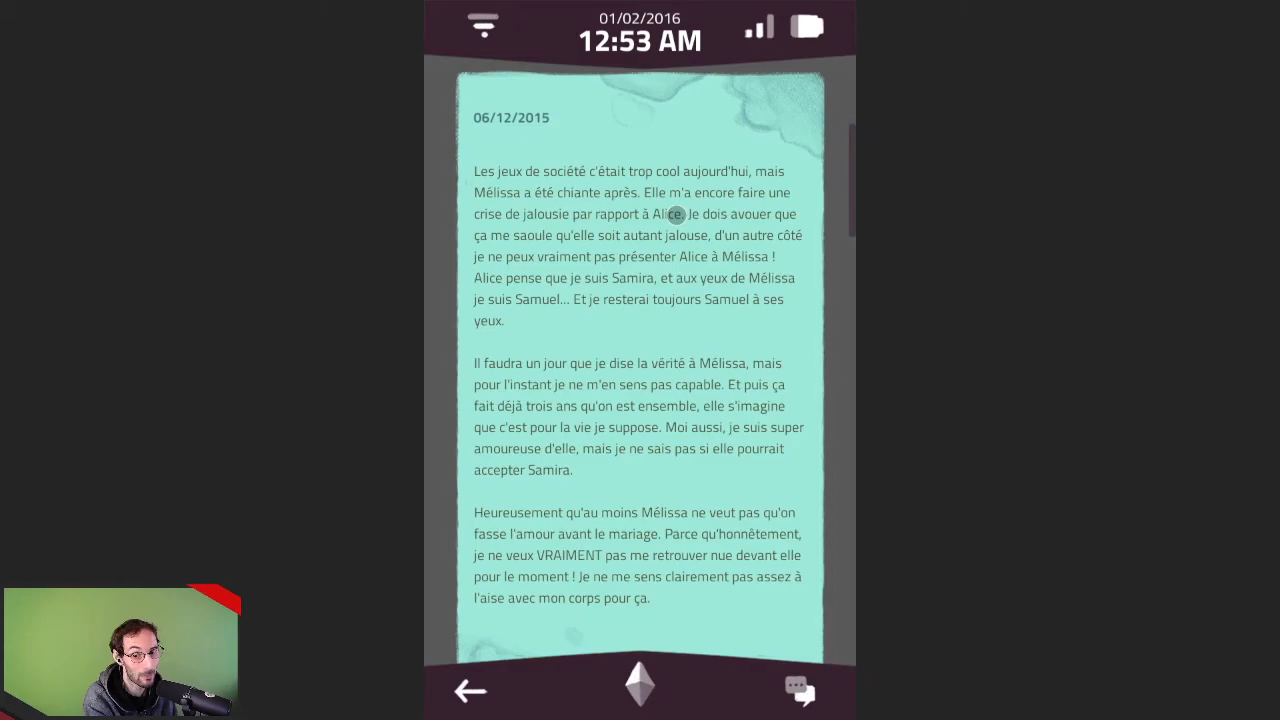 01/02/2016
12:53 AM
06/12/2015
Les jeux de société c'était trop cool aujourd'hui, mais
Mélissa a été chiante après. Elle m'a encore faire une
crise de jalousie par rapport à Alice. Je dois avouer que
ça me saoule qu'elle soit autant jalouse, d'un autre côté
je ne peux vraiment pas présenter Alice à Mélissa !
Alice pense que je suis Samira, et aux yeux de Mélissa
je suis Samuel... Et je resterai toujours Samuel à ses
yeux.
Il faudra un jour que je dise la vérité à Mélissa, mais
pour l'instant je ne m'en sens pas capable. Et puis ça
fait déjà trois ans qu'on est ensemble, elle s'imagine
que c'est pour la vie je suppose. Moi aussi, je suis super
amoureuse d'elle, mais je ne sais pas si elle pourrait
accepter Samira.
Heureusement qu'au moins Mélissa ne veut pas qu'on
fasse l'amour avant le mariage. Parce qu'honnêtement,
je ne veux VRAIMENT pas me retrouver nue devant elle
pour le moment ! Je ne me sens clairement pas assez à
l'aise avec mon corps pour ça.